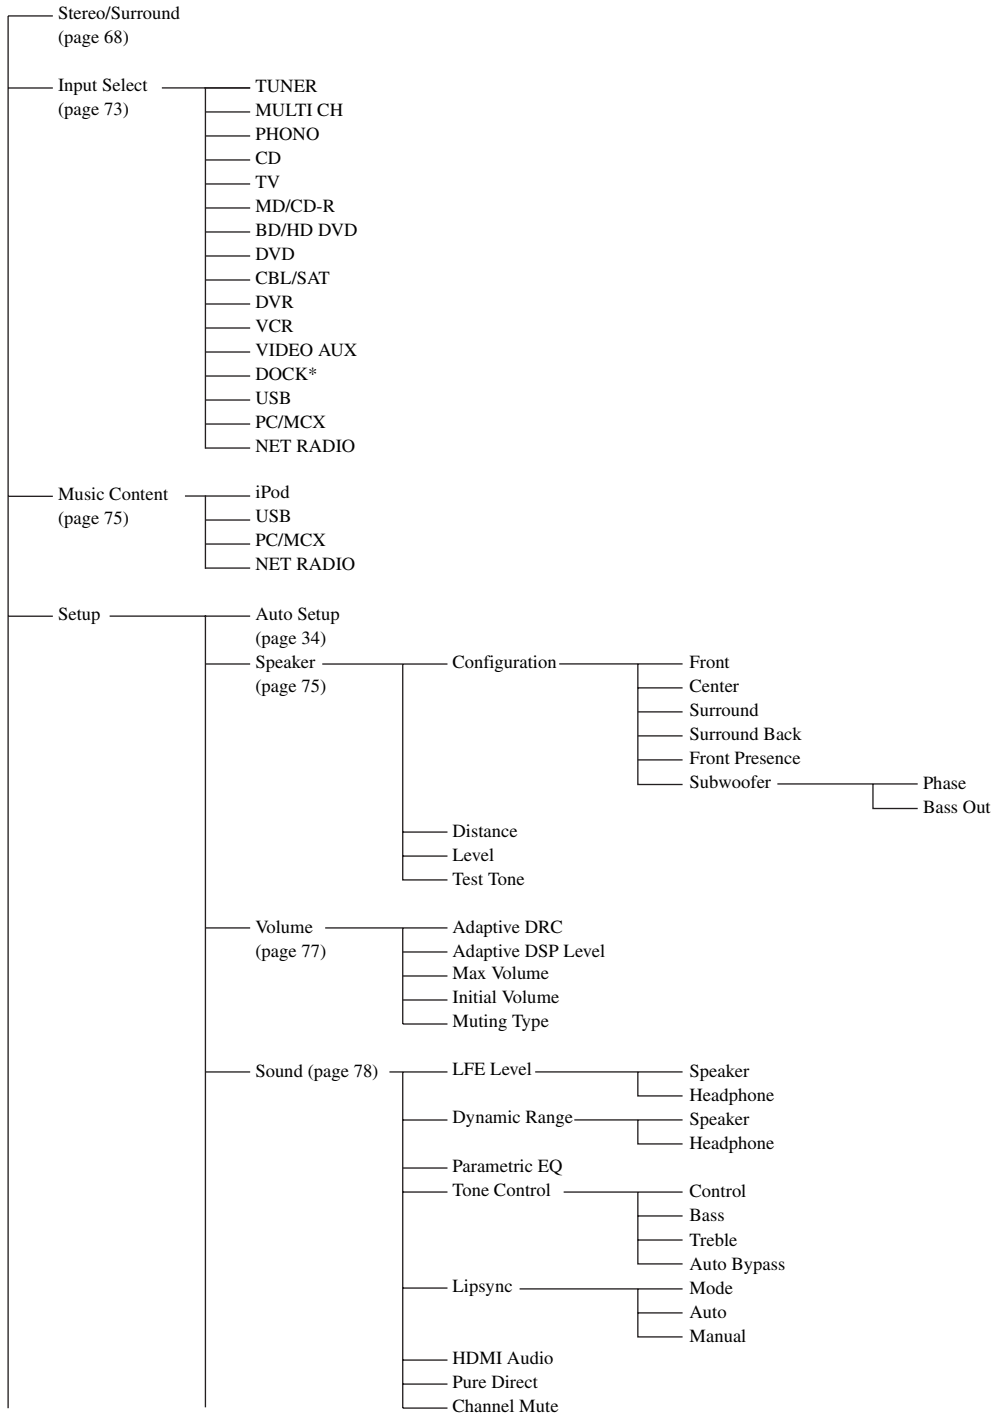 Stereo/Surround
(page 68)
Input Select
(page 73)
TUNER
MULTI CH
PHONO
CD
TV
MD/CD-R
BD/HD DVD
DVD
CBL/SAT
DVR
VCR
VIDEO AUX
DOCK*
USB
PC/MCX
NET RADIO
Music Content
(page 75)
iPod
USB
PC/MCX
NET RADIO
Setup
Auto Setup
(page 34)
Speaker
(page 75)
Configuration
Front
Center
Surround
Surround Back
Front Presence
Subwoofer
Phase
Bass Out
Distance
Level
Test Tone
Volume
(page 77)
Adaptive DRC
Adaptive DSP Level
Max Volume
Initial Volume
Muting Type
Sound (page 78)
LFE Level
Speaker
Headphone
Dynamic Range
Speaker
Headphone
Parametric EQ
Tone Control
Control
Bass
Treble
Auto Bypass
Lipsync
Mode
Auto
Manual
HDMI Audio
Pure Direct
Channel Mute